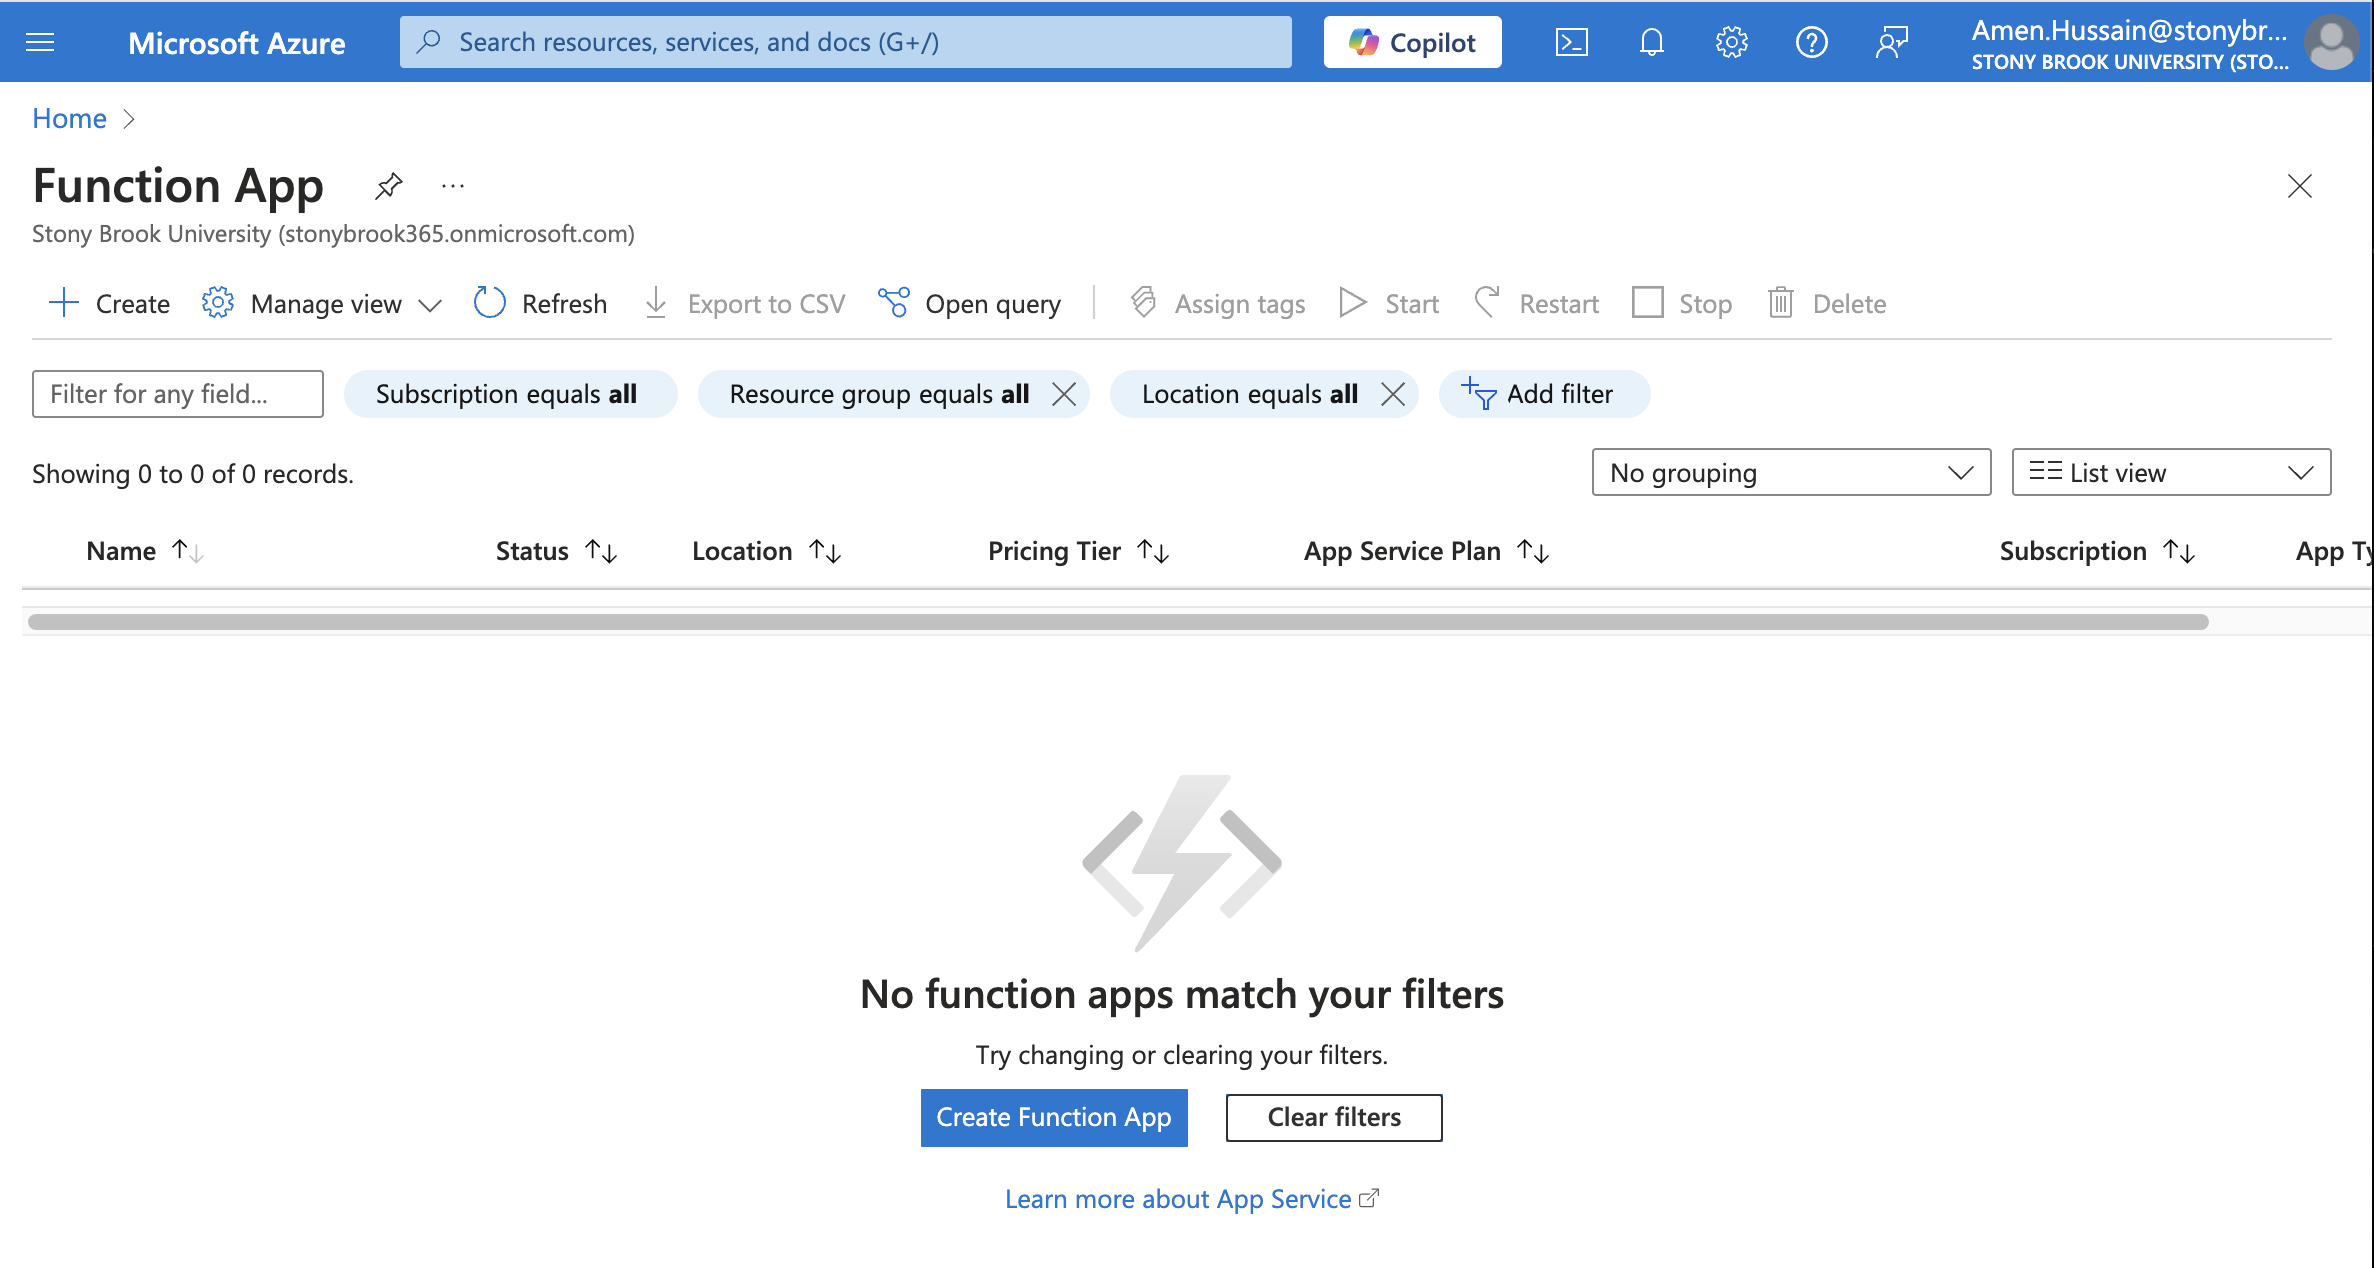 Microsoft Azure
Search resources, services, and docs (G+/)
Copilot
Amen.Hussain@stonybr...
STONY BROOK UNIVERSITY (STO...
Home
Function App
Stony Brook University (stonybrook365.onmicrosoft.com)
Create Manage view Refresh Export to CSV Open query Assign tags Start Restart Stop Delete
Filter for any field... Subscription equals all Resource group equals all Location equals all Add filter
Showing 0 to 0 of 0 records. No grouping List view
Name Status Location Pricing Tier App Service Plan Subscription App Ty
No function apps match your filters
Try changing or clearing your filters.
Create Function App Clear filters
Learn more about App Service